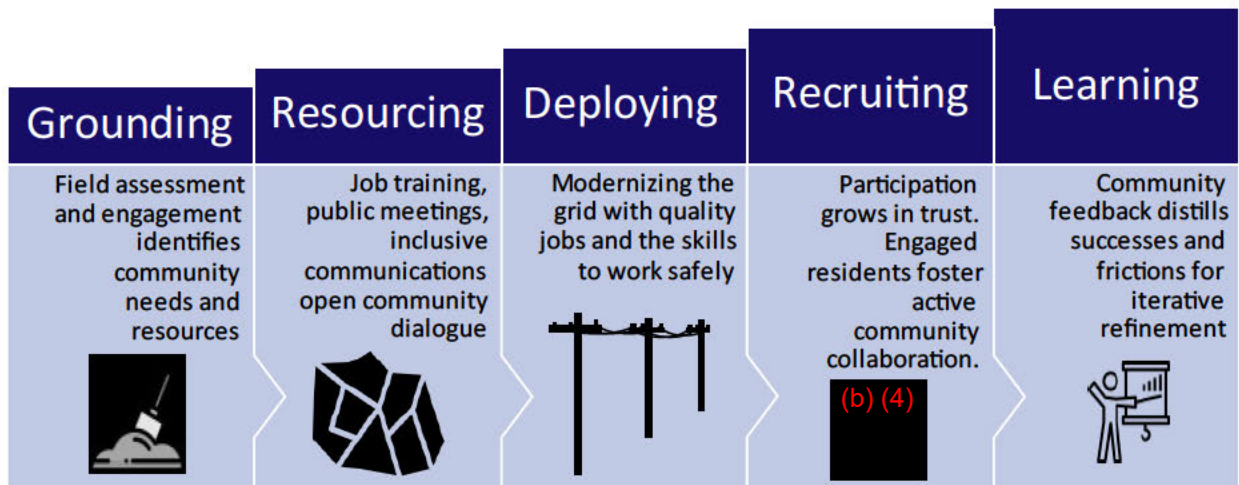 Grounding
Field assessment
and engagement
identifies
community
needs and
resources
Resourcing
Job training,
public meetings,
inclusive
communications
open community
dialogue
Deploying
Modernizing the
grid with quality
jobs and the skills
to work safely
Recruiting
Participation
grows in trust.
Engaged
residents foster
active
community
collaboration.
(b) (4)
Learning
Community
feedback distills
successes and
frictions for
iterative
refinement